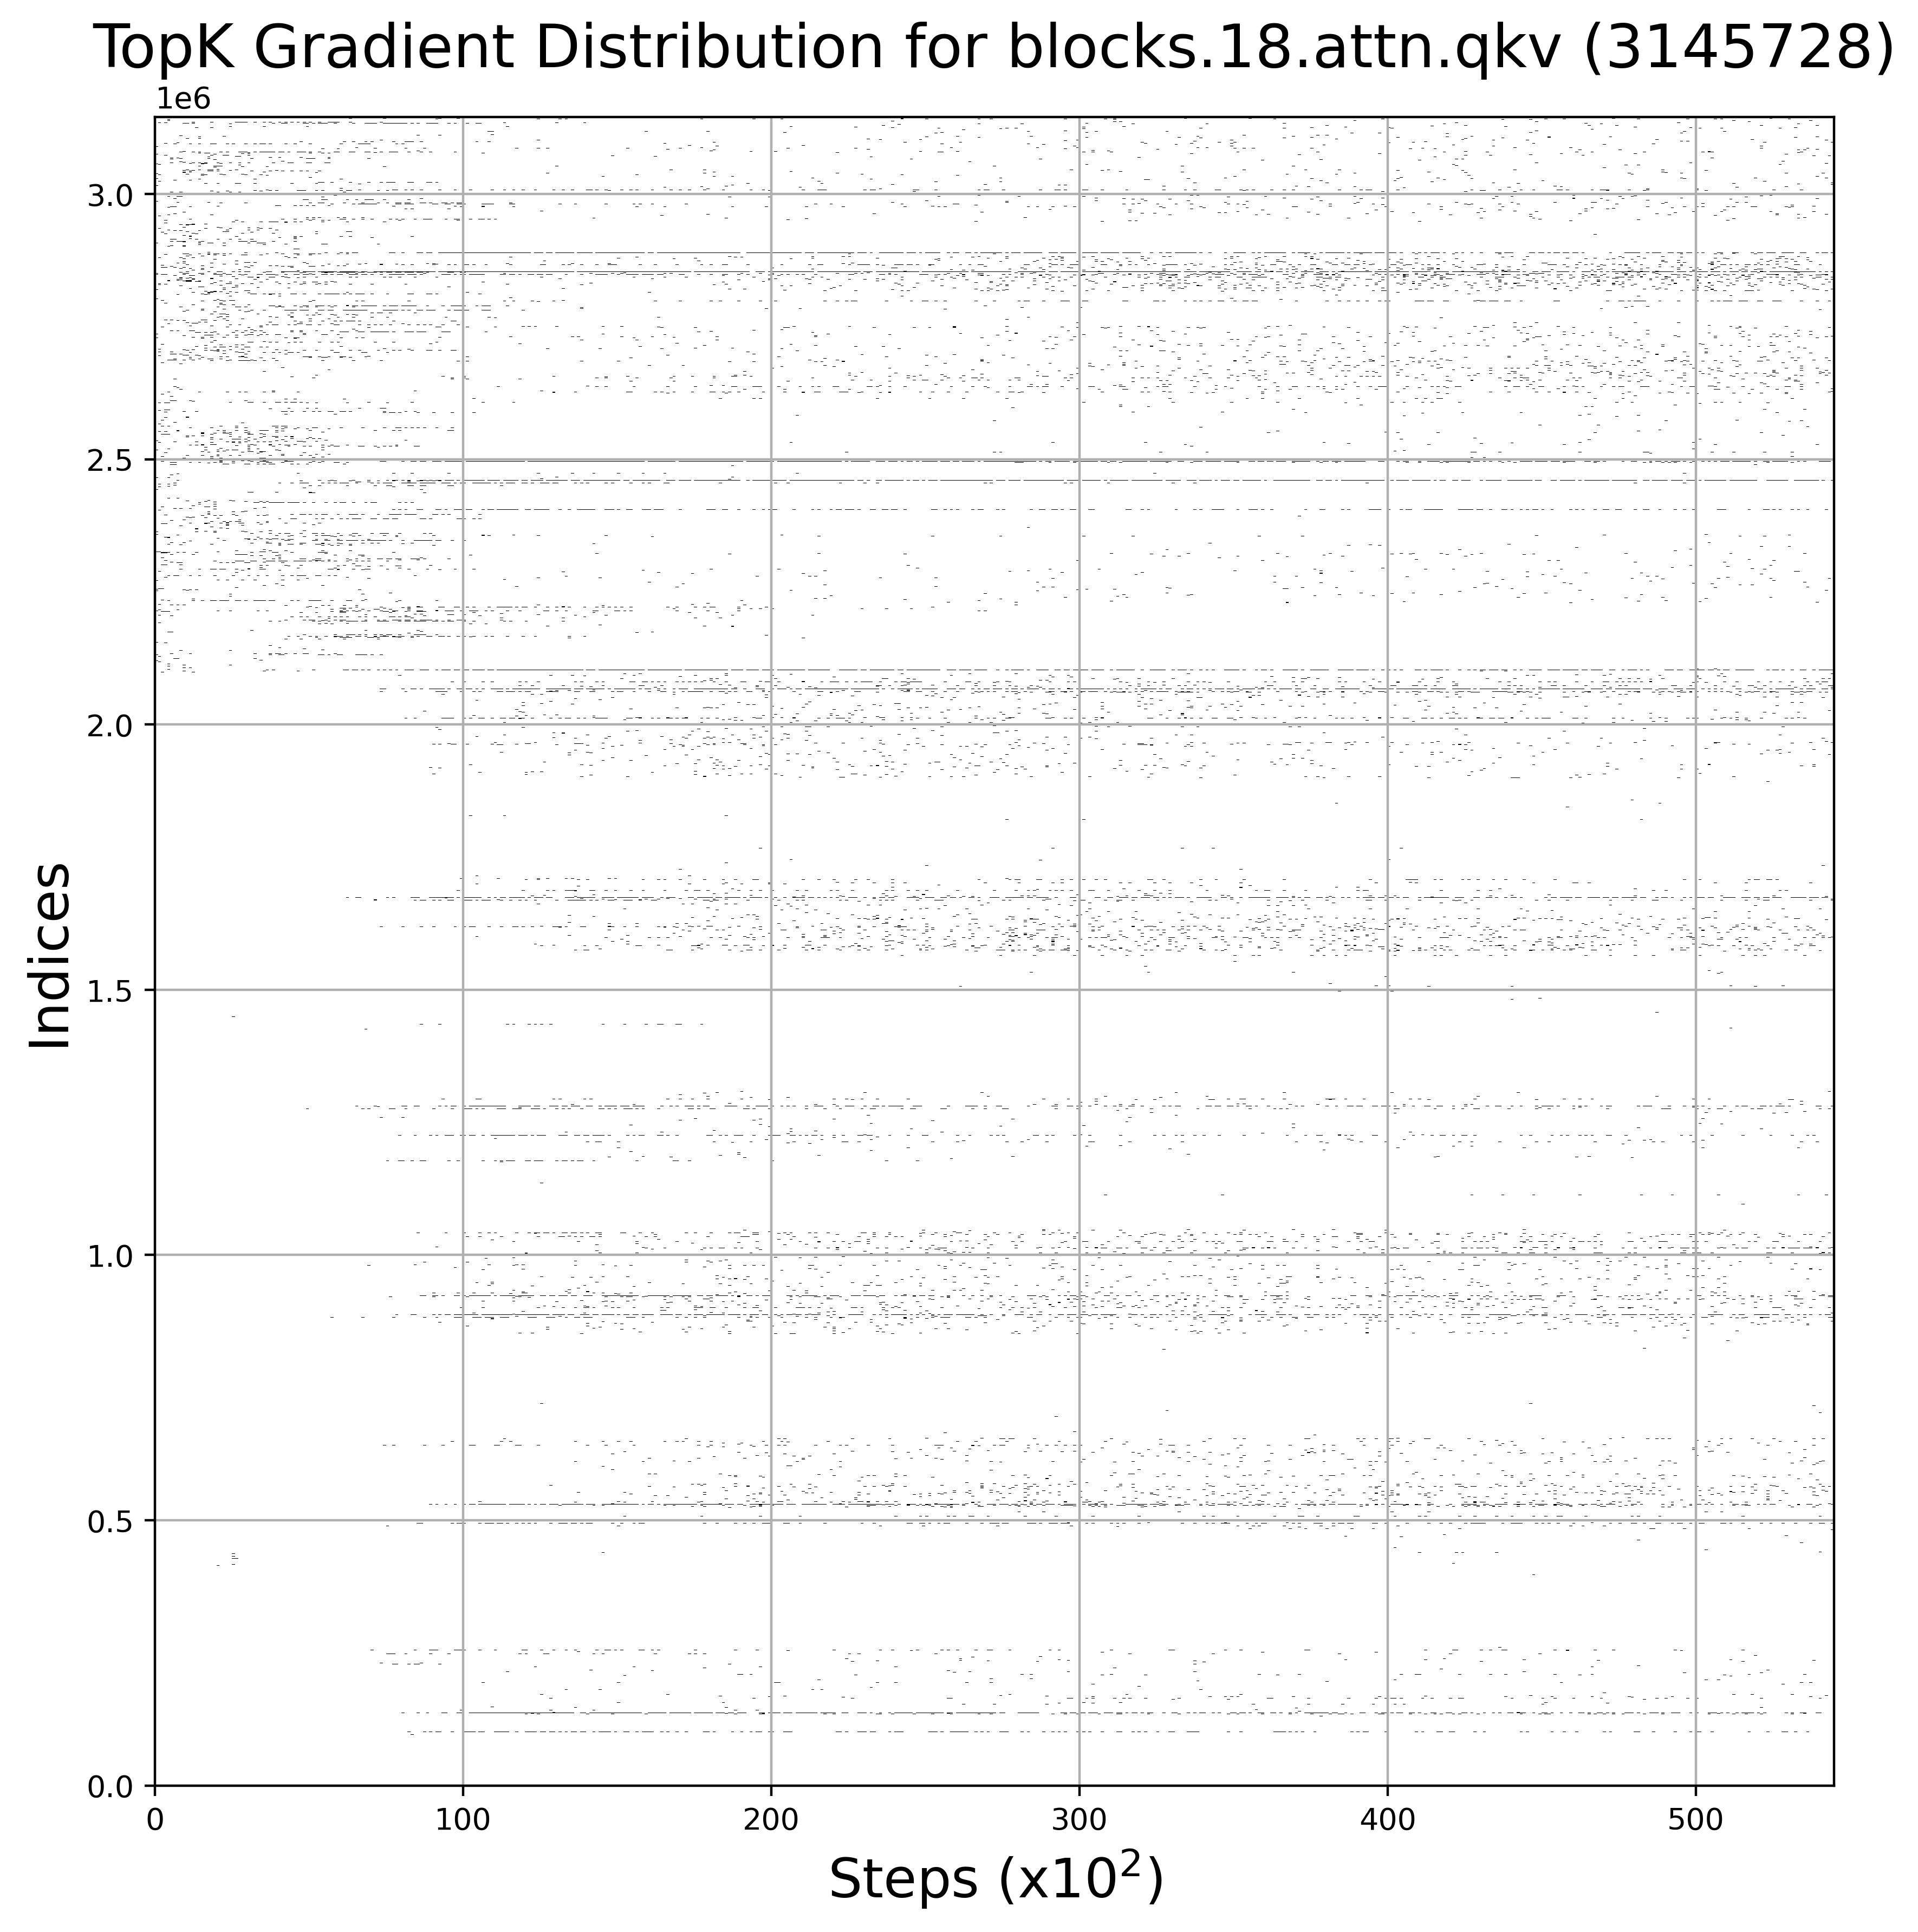 TopK Gradient Distribution for blocks.18.attn.qkv (3145728)
1e6
3.0
2.5
2.0
1.5
1.0
0.5
0.0
Indices
0 100 200 300 400 500
Steps (x10²)